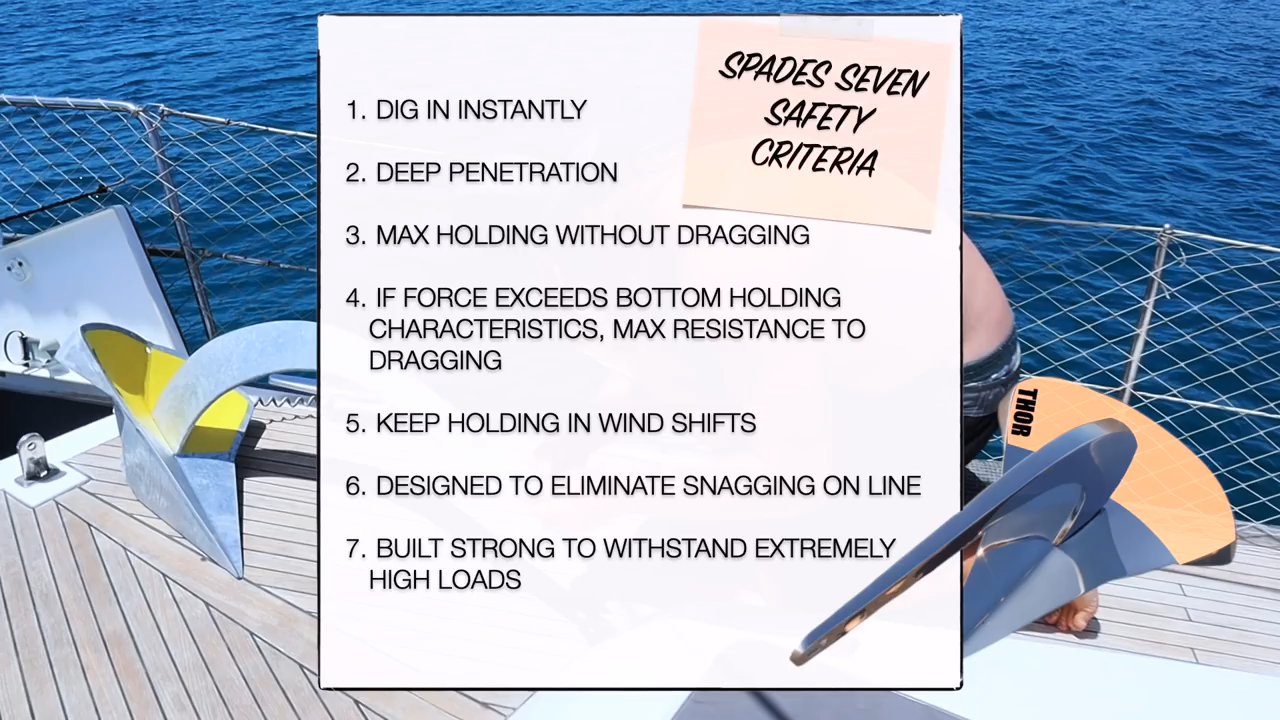 SPADES SEVEN
SAFETY
CRITERIA
1. DIG IN INSTANTLY
2. DEEP PENETRATION
3. MAX HOLDING WITHOUT DRAGGING
4. IF FORCE EXCEEDS BOTTOM HOLDING
CHARACTERISTICS, MAX RESISTANCE TO
DRAGGING
5. KEEP HOLDING IN WIND SHIFTS
6. DESIGNED TO ELIMINATE SNAGGING ON LINE
7. BUILT STRONG TO WITHSTAND EXTREMELY
HIGH LOADS
THOR